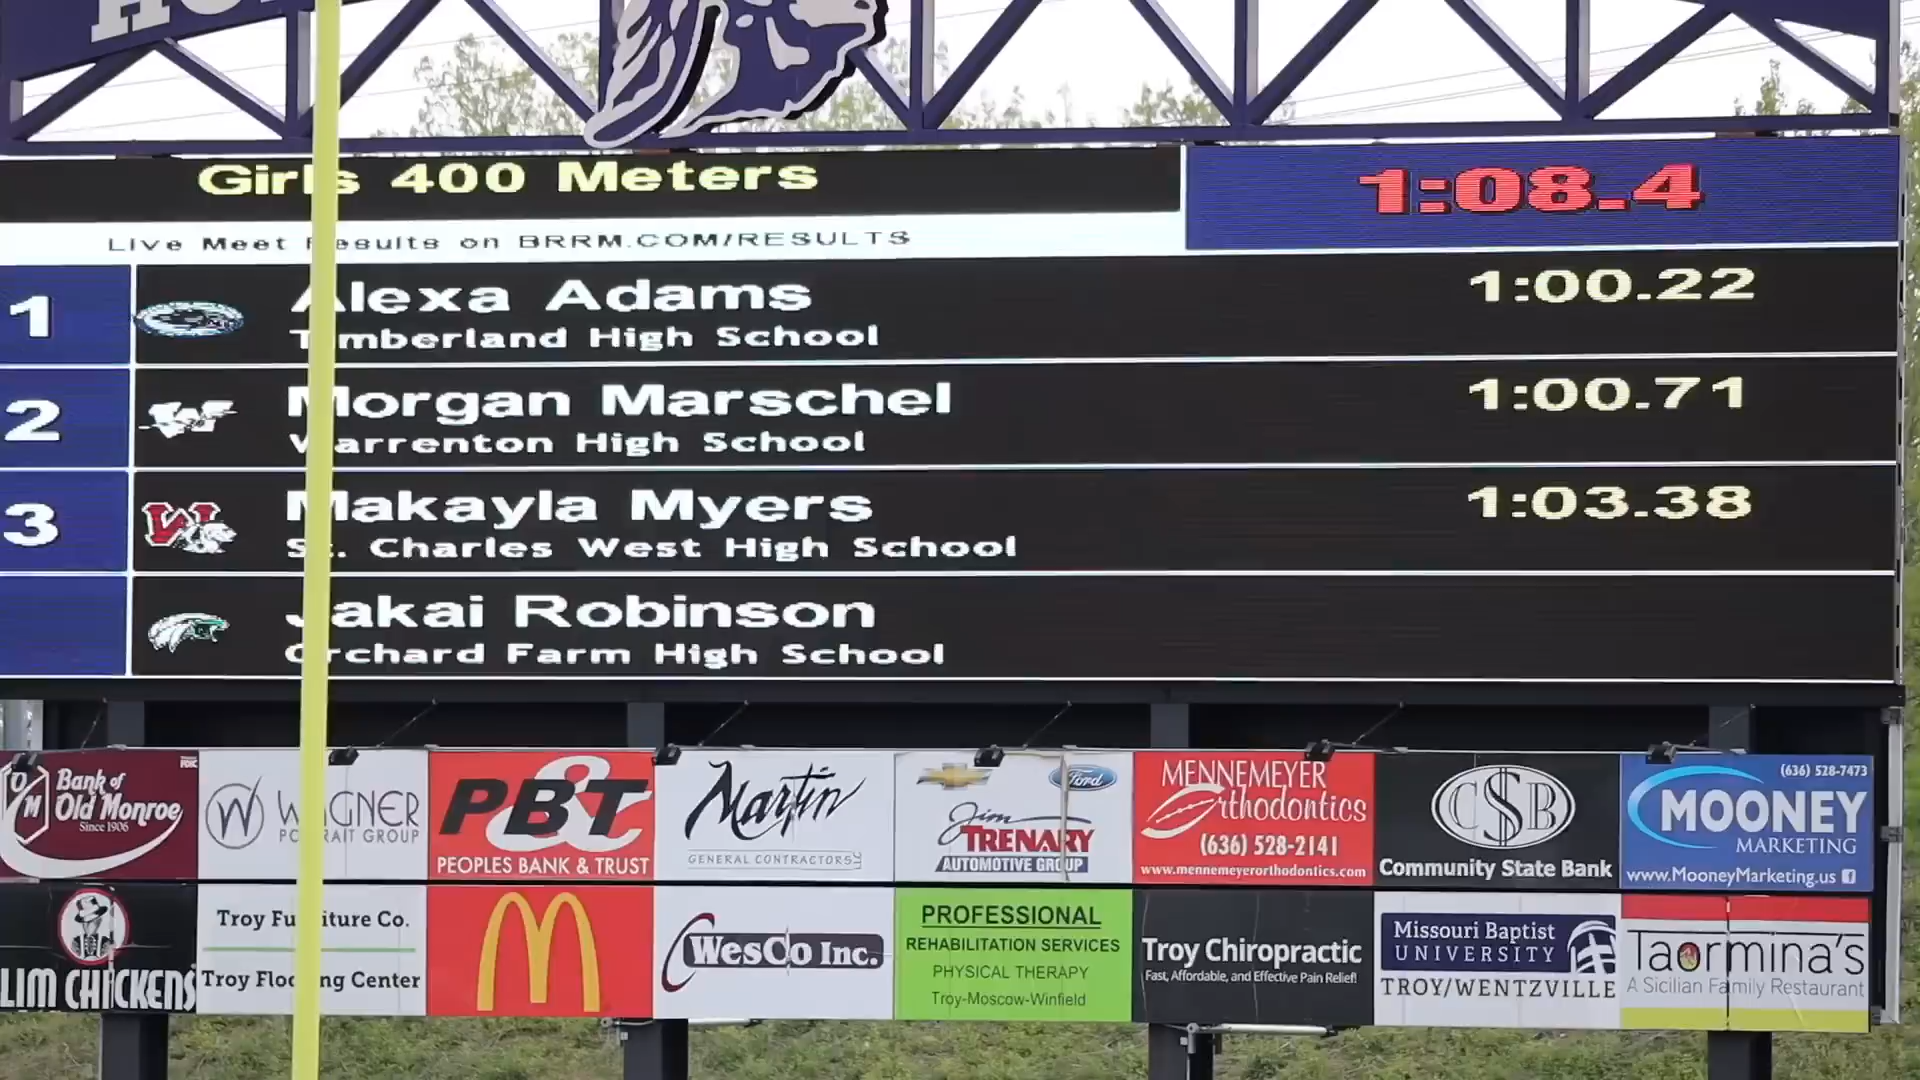 Girls 400 Meters
1:08.4
Live Meet Results on BRRM.COM/RESULTS
1
Alexa Adams
1:00.22
Timberland High School
2
Morgan Marschel
1:00.71
Warrenton High School
3
Makayla Myers
1:03.38
St. Charles West High School
Jakai Robinson
Orchard Farm High School
Bank of
Old Monroe
Since 1906
FDIC
OM
W
WAGNER
PORTRAIT GROUP
PBT
&
PEOPLES BANK & TRUST
Martin
GENERAL CONTRACTORS LLC
Ford
Jim
TRENARY
AUTOMOTIVE GROUP
MENNEMEYER
Orthodontics
(636) 528-2141
www.mennemeyerorthodontics.com
C$B
Community State Bank
(636) 528-7473
MOONEY
MARKETING
www.MooneyMarketing.us f
LIM CHICKENS
Troy Furniture Co.
Troy Flooring Center
M
WesCo Inc.
PROFESSIONAL
REHABILITATION SERVICES
PHYSICAL THERAPY
Troy-Moscow-Winfield
Troy Chiropractic
Fast, Affordable, and Effective Pain Relief!
Missouri Baptist
UNIVERSITY
TROY/WENTZVILLE
Taormina's
A Sicilian Family Restaurant